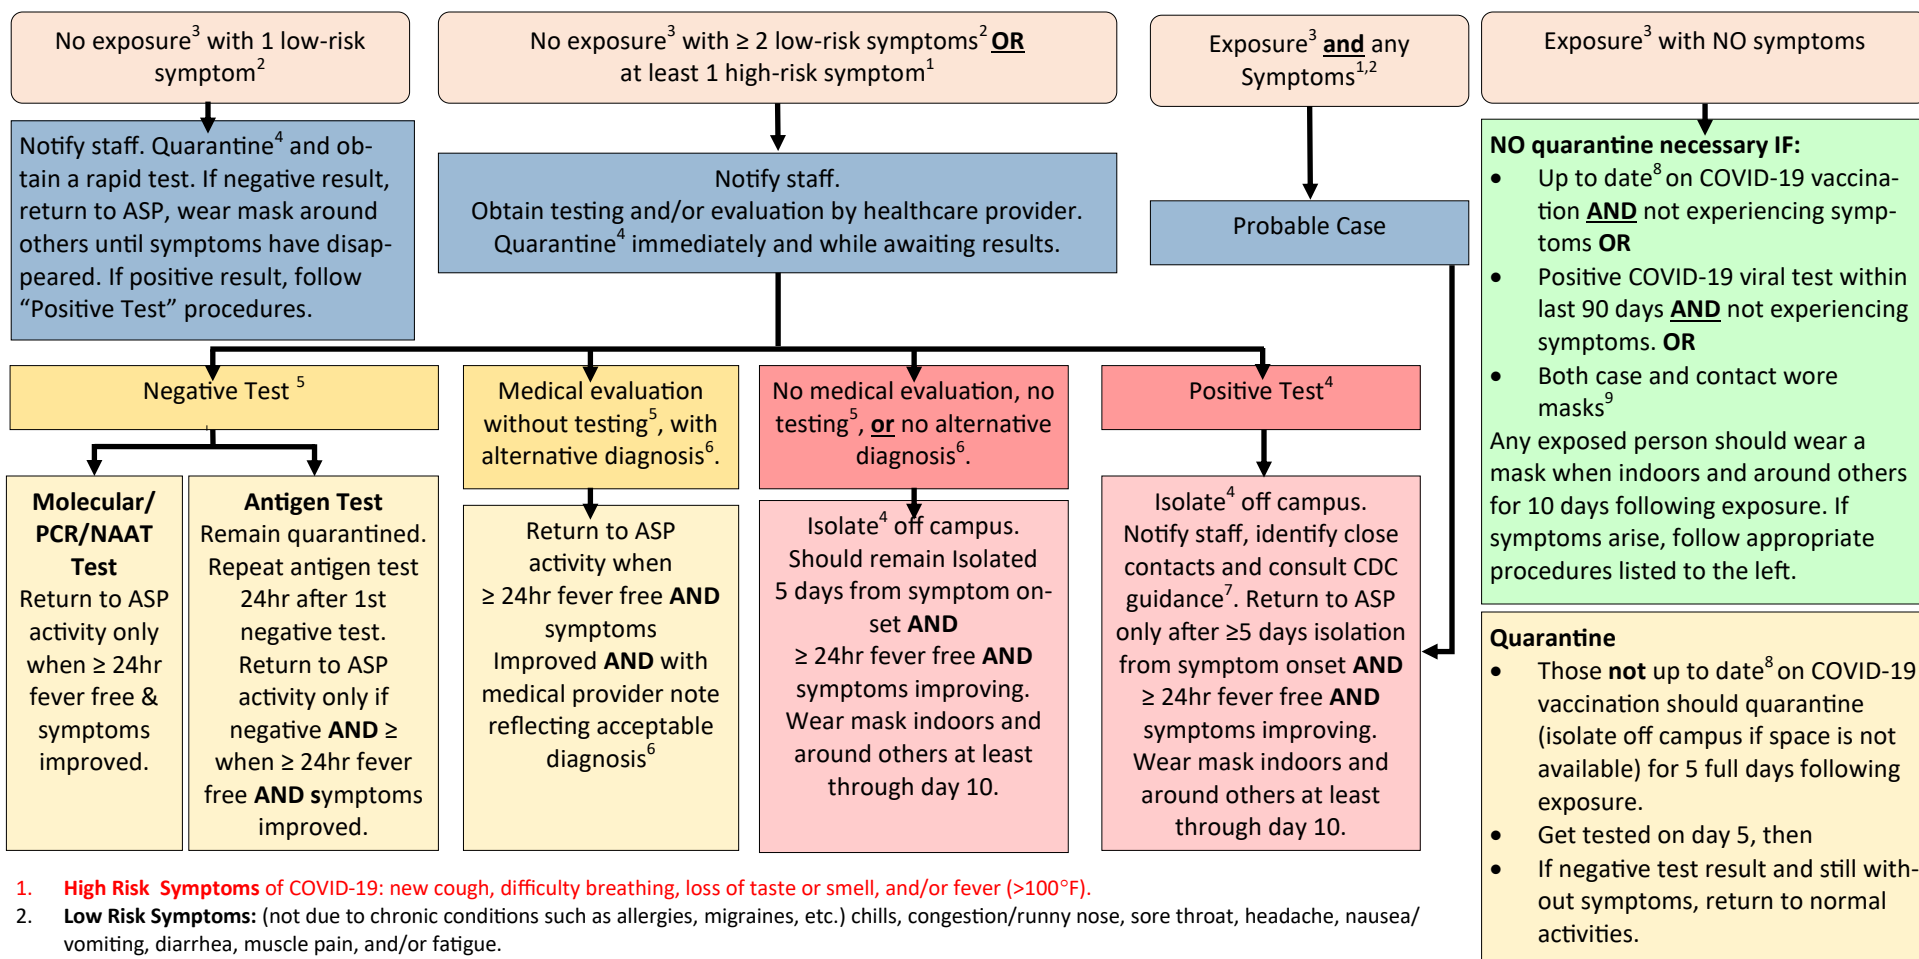 No exposure3 with 1 low-risk
symptom2
No exposure3 with ≥ 2 low-risk symptoms2 OR
at least 1 high-risk symptom1
Exposure3 and any
Symptoms1,2
Exposure3 with NO symptoms
Notify staff. Quarantine4 and ob-
tain a rapid test. If negative result,
return to ASP, wear mask around
others until symptoms have disap-
peared. If positive result, follow
“Positive Test” procedures.
Notify staff.
Obtain testing and/or evaluation by healthcare provider.
Quarantine4 immediately and while awaiting results.
Probable Case
NO quarantine necessary IF:
• Up to date8 on COVID-19 vaccina-
tion AND not experiencing symp-
toms OR
• Positive COVID-19 viral test within
last 90 days AND not experiencing
symptoms. OR
• Both case and contact wore
masks9
Any exposed person should wear a
mask when indoors and around others
for 10 days following exposure. If
symptoms arise, follow appropriate
procedures listed to the left.
Negative Test 5
Medical evaluation
without testing5, with
alternative diagnosis6.
No medical evaluation, no
testing5, or no alternative
diagnosis6.
Positive Test4
Molecular/
PCR/NAAT
Test
Return to ASP
activity only
when ≥ 24hr
fever free &
symptoms
improved.
Antigen Test
Remain quarantined.
Repeat antigen test
24hr after 1st
negative test.
Return to ASP
activity only if
negative AND ≥
when ≥ 24hr fever
free AND symptoms
improved.
Return to ASP
activity when
≥ 24hr fever free AND
symptoms
Improved AND with
medical provider note
reflecting acceptable
diagnosis6
Isolate4 off campus.
Should remain Isolated
5 days from symptom on-
set AND
≥ 24hr fever free AND
symptoms improving.
Wear mask indoors and
around others at least
through day 10.
Isolate4 off campus.
Notify staff, identify close
contacts and consult CDC
guidance7. Return to ASP
only after ≥5 days isolation
from symptom onset AND
≥ 24hr fever free AND
symptoms improving.
Wear mask indoors and
around others at least
through day 10.
Quarantine
• Those not up to date8 on COVID-19
vaccination should quarantine
(isolate off campus if space is not
available) for 5 full days following
exposure.
• Get tested on day 5, then
• If negative test result and still with-
out symptoms, return to normal
activities.
1. High Risk Symptoms of COVID-19: new cough, difficulty breathing, loss of taste or smell, and/or fever (>100°F).
2. Low Risk Symptoms: (not due to chronic conditions such as allergies, migraines, etc.) chills, congestion/runny nose, sore throat, headache, nausea/
vomiting, diarrhea, muscle pain, and/or fatigue.